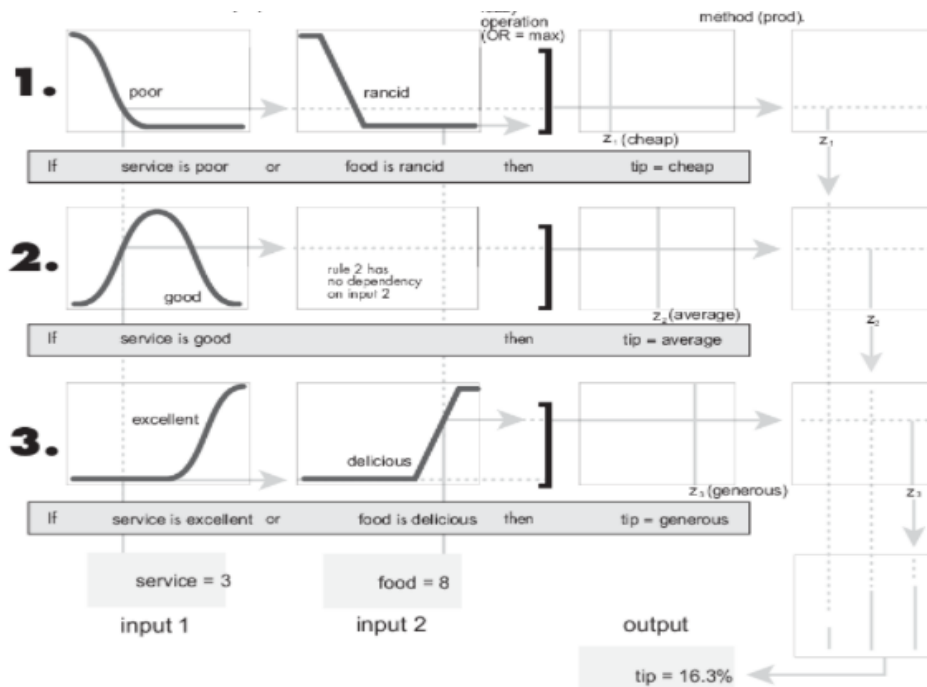 operation
(OR = max)
method (prod).
1.
poor
rancid
z₁ (cheap)
z₁
If service is poor or food is rancid then tip = cheap
2.
good
rule 2 has
no dependency
on input 2
z₂ (average)
z₂
If service is good then tip = average
3.
excellent
delicious
z₃ (generous)
z₃
If service is excellent or food is delicious then tip = generous
service = 3
food = 8
input 1
input 2
output
tip = 16.3%